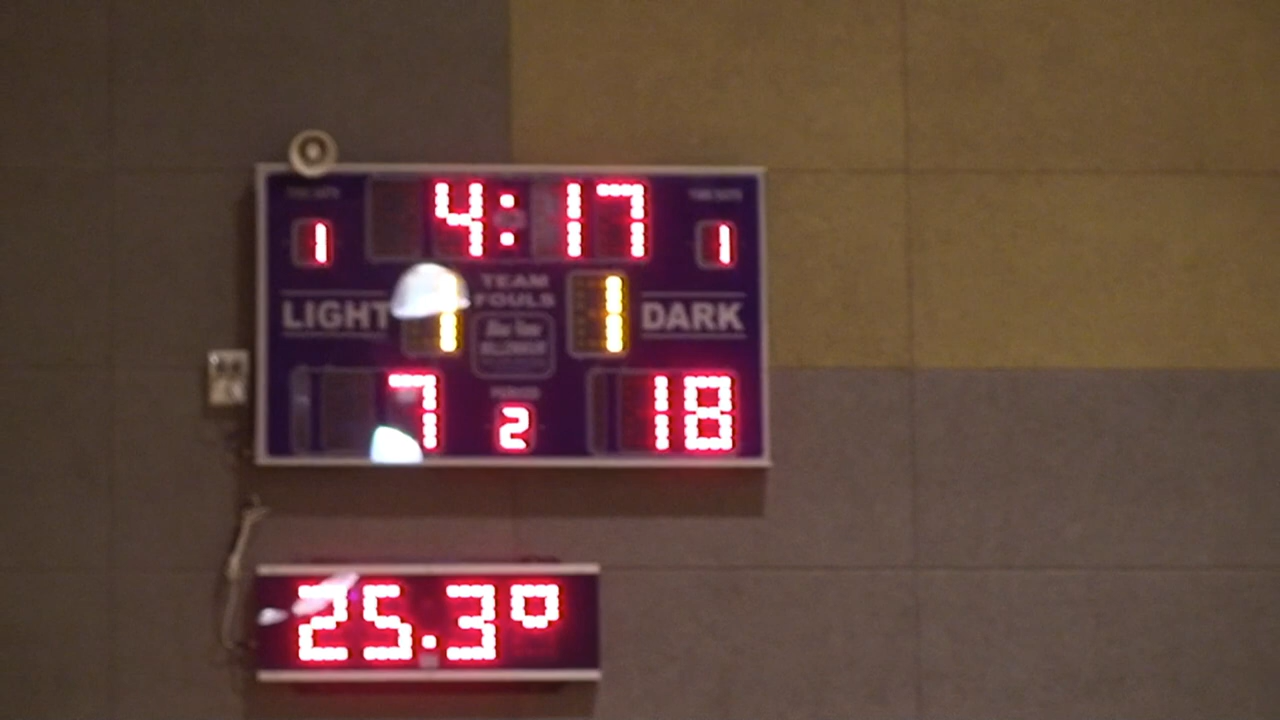 4:17
1 1
TEAM
FOULS
LIGHT 1 1 DARK
7 2 18
25.3°